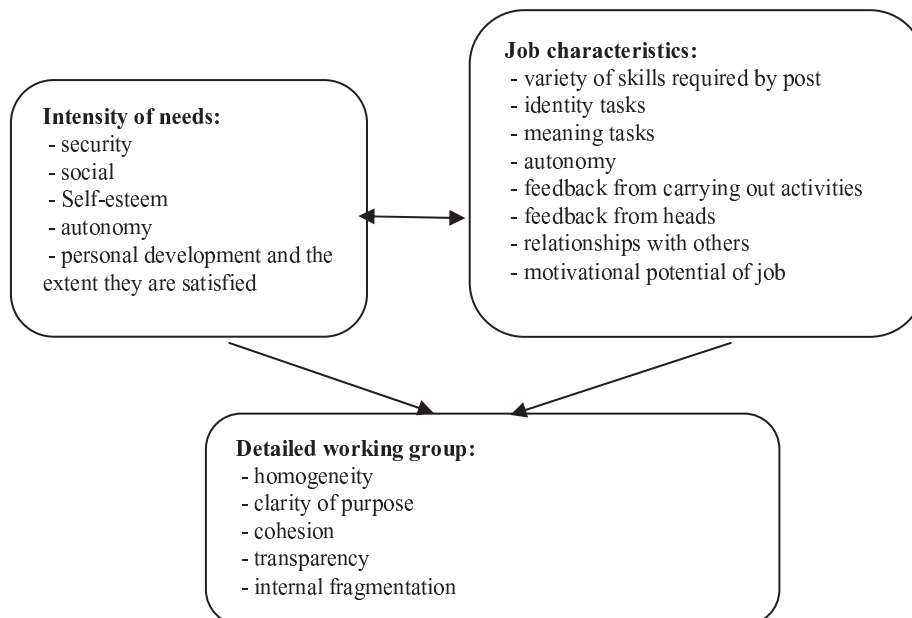 Intensity of needs:
- security
- social
- Self-esteem
- autonomy
- personal development and the
extent they are satisfied
Job characteristics:
- variety of skills required by post
- identity tasks
- meaning tasks
- autonomy
- feedback from carrying out activities
- feedback from heads
- relationships with others
- motivational potential of job
Detailed working group:
- homogeneity
- clarity of purpose
- cohesion
- transparency
- internal fragmentation